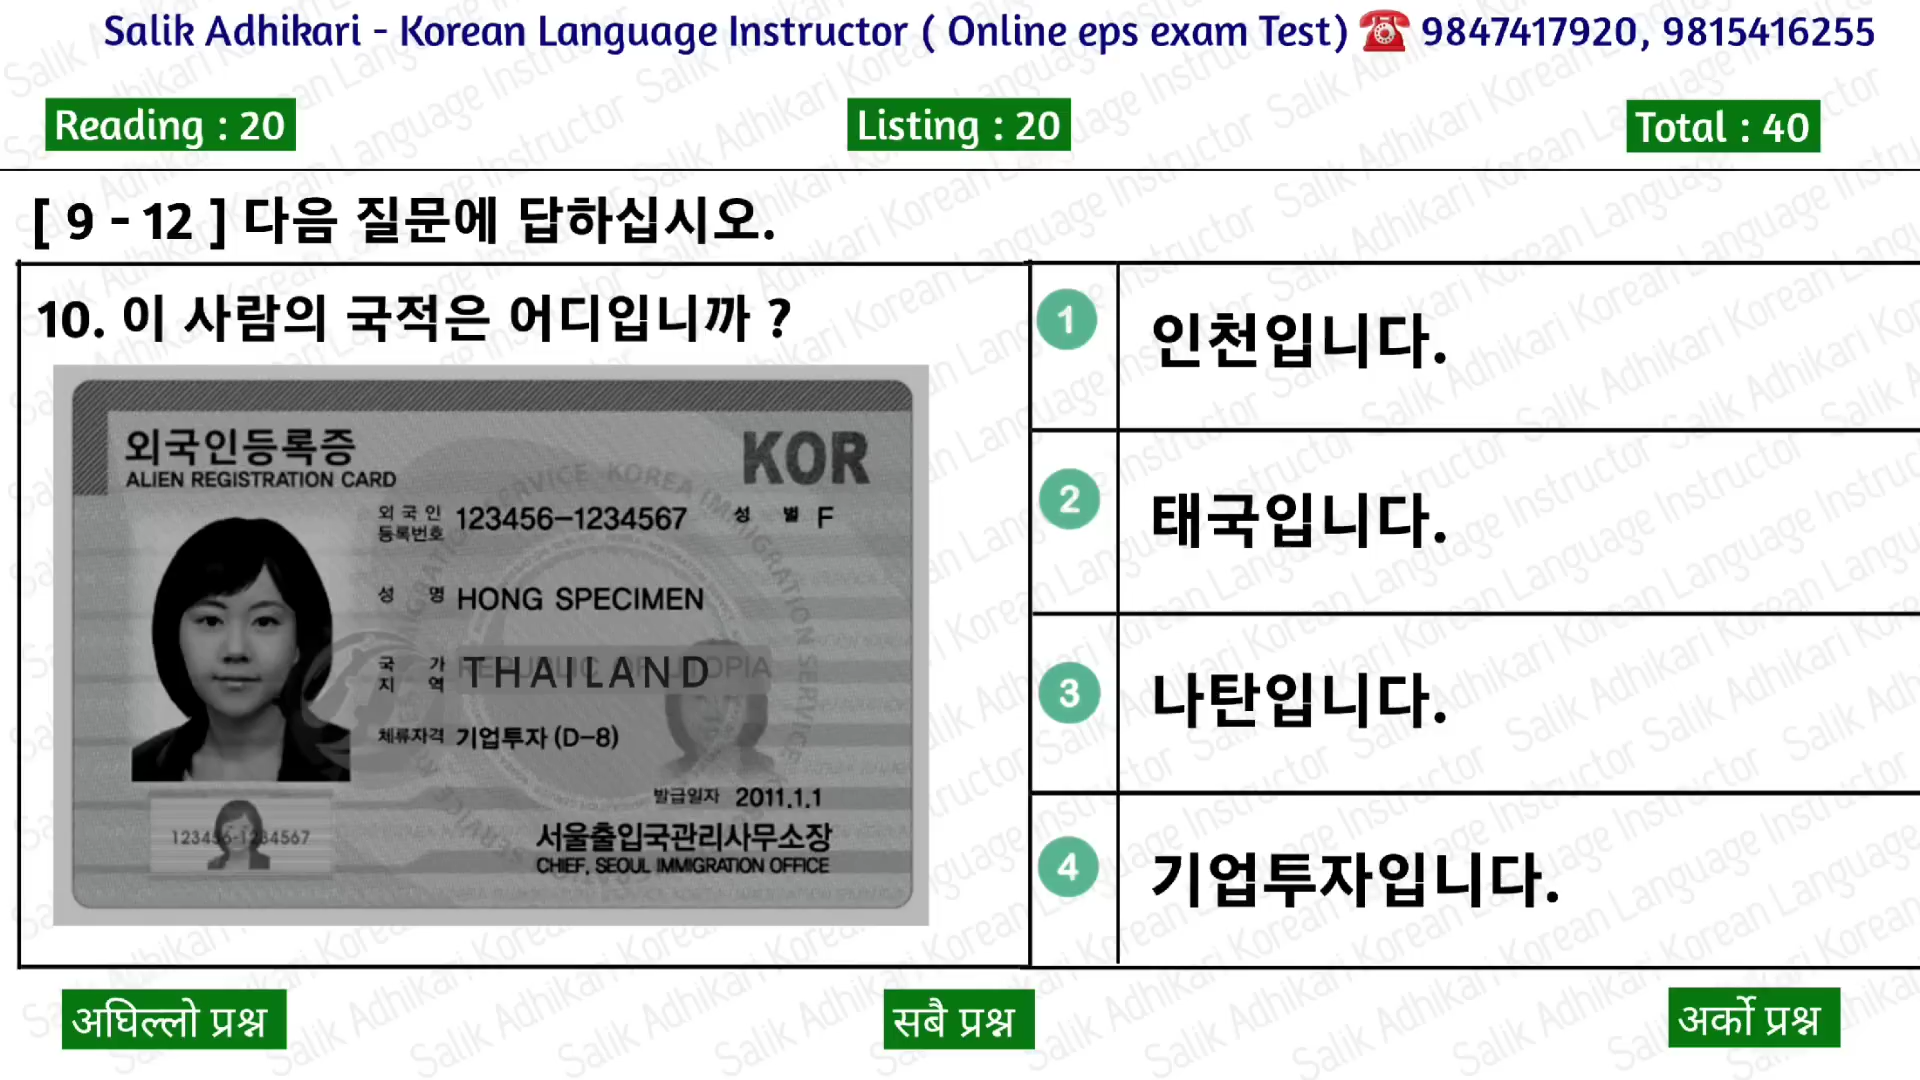 Salik Adhikari - Korean Language Instructor ( Online eps exam Test) ☎️ 9847417920, 9815416255
Reading : 20
Listing : 20
Total : 40
[ 9 - 12 ] 다음 질문에 답하십시오.
10. 이 사람의 국적은 어디입니까 ?
외국인등록증
ALIEN REGISTRATION CARD
KOR
외국인
등록번호 123456-1234567 성 별 F
성 명 HONG SPECIMEN
국 가
지 역 THAILAND
체류자격 기업투자 (D-8)
발급일자 2011.1.1
123456-1234567
서울출입국관리사무소장
CHIEF, SEOUL IMMIGRATION OFFICE
1 인천입니다.
2 태국입니다.
3 나탄입니다.
4 기업투자입니다.
अघिल्लो प्रश्न
सबै प्रश्न
अर्को प्रश्न